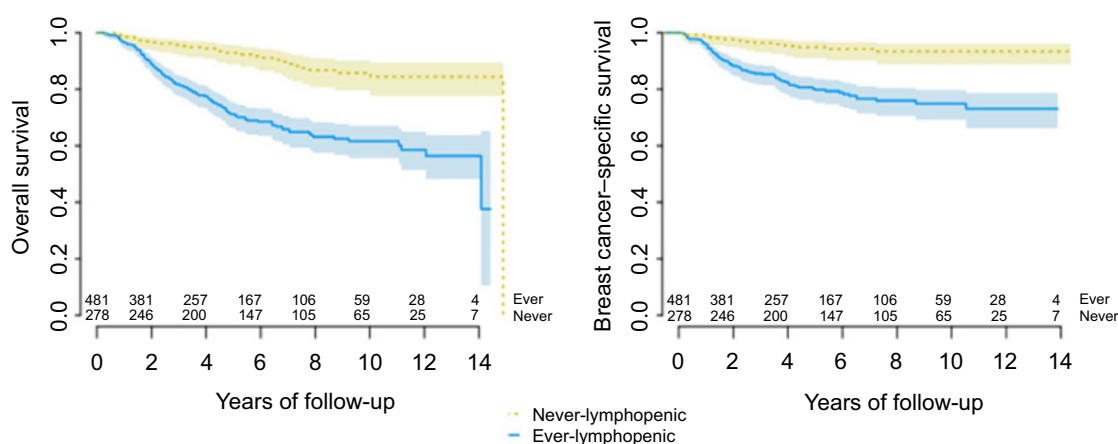 Overall survival
1.0
0.8
0.6
0.4
0.2
0.0
481 381 257 167 106 59 28 4 Ever
278 246 200 147 105 65 25 7 Never
0 2 4 6 8 10 12 14
Years of follow-up
Breast cancer–specific survival
1.0
0.8
0.6
0.4
0.2
0.0
481 381 257 167 106 59 28 4 Ever
278 246 200 147 105 65 25 7 Never
0 2 4 6 8 10 12 14
Years of follow-up
Never-lymphopenic
Ever-lymphopenic